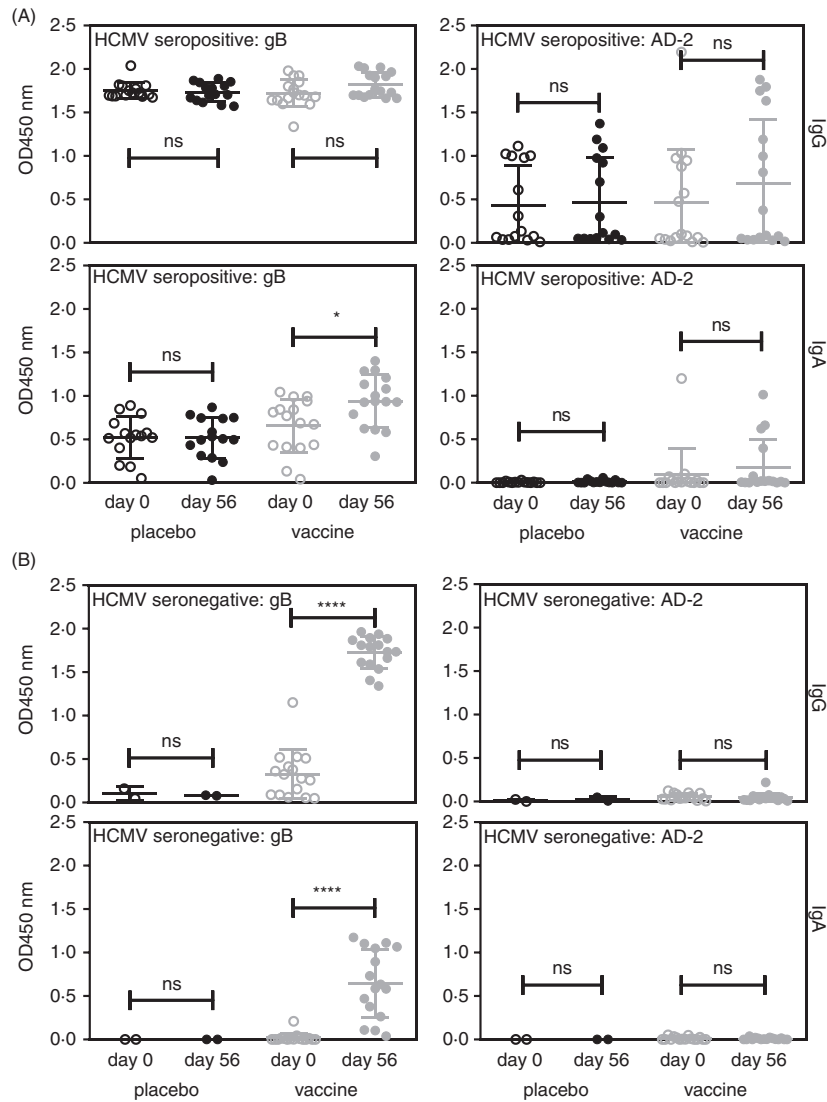 (A)
HCMV seropositive: gB
HCMV seropositive: AD-2
2·5
2·0
1·5
1·0
0·5
0·0
OD450 nm
ns
ns
2·5
2·0
1·5
1·0
0·5
0·0
OD450 nm
ns
ns
IgG
HCMV seropositive: gB
HCMV seropositive: AD-2
2·5
2·0
1·5
1·0
0·5
0·0
OD450 nm
ns
*
2·5
2·0
1·5
1·0
0·5
0·0
OD450 nm
ns
ns
IgA
day 0 day 56 day 0 day 56
placebo vaccine
day 0 day 56 day 0 day 56
placebo vaccine
(B)
HCMV seronegative: gB
HCMV seronegative: AD-2
2·5
2·0
1·5
1·0
0·5
0·0
OD450 nm
ns
****
2·5
2·0
1·5
1·0
0·5
0·0
OD450 nm
ns
ns
IgG
HCMV seronegative: gB
HCMV seronegative: AD-2
2·5
2·0
1·5
1·0
0·5
0·0
OD450 nm
ns
****
2·5
2·0
1·5
1·0
0·5
0·0
OD450 nm
ns
ns
IgA
day 0 day 56 day 0 day 56
placebo vaccine
day 0 day 56 day 0 day 56
placebo vaccine